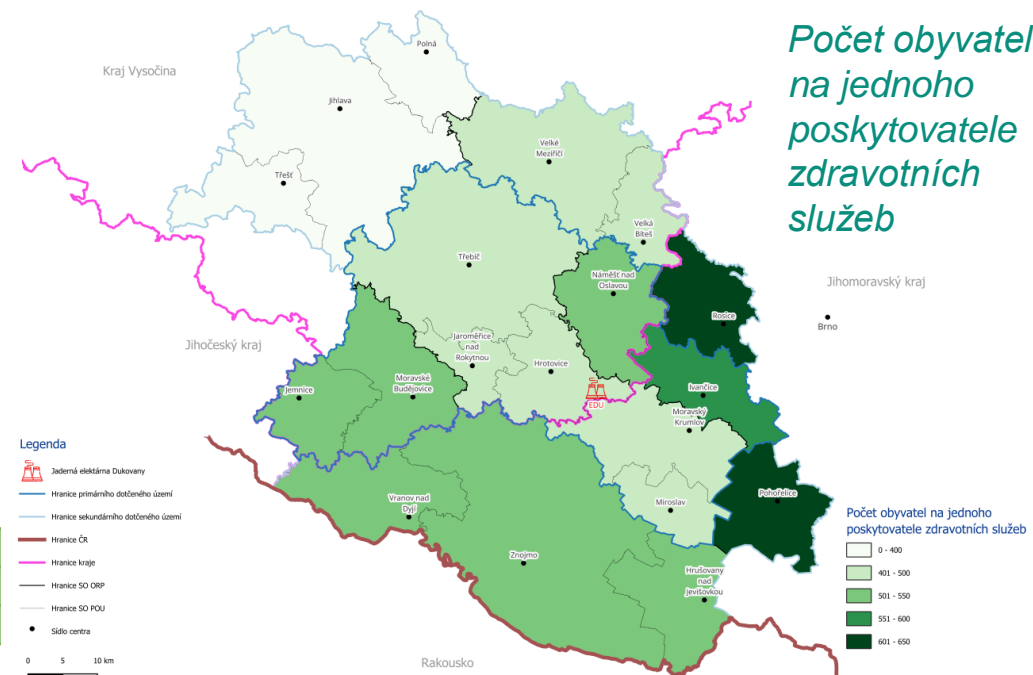 Počet obyvatel
na jednoho
poskytovatele
zdravotních
služeb
Kraj Vysočina
Polná
Jihlava
Třešť
Velké
Meziříčí
Velká
Bíteš
Třebíč
Náměšť nad
Oslavou
Jihomoravský kraj
Rosice
Brno
Jihočeský kraj
Jaroměřice
nad
Rokytnou
Hrotovice
Jemnice
Moravské
Budějovice
EDU
Ivančice
Moravský
Krumlov
Miroslav
Pohořelice
Vranov nad
Dyjí
Znojmo
Hrušovany
nad
Jevišovkou
Rakousko
Legenda
Jaderná elektárna Dukovany
Hranice primárního dotčeného území
Hranice sekundárního dotčeného území
Hranice ČR
Hranice kraje
Hranice SO ORP
Hranice SO POU
Sídlo centra
0 5 10 km
Počet obyvatel na jednoho
poskytovatele zdravotních služeb
0 - 400
401 - 500
501 - 550
551 - 600
601 - 650